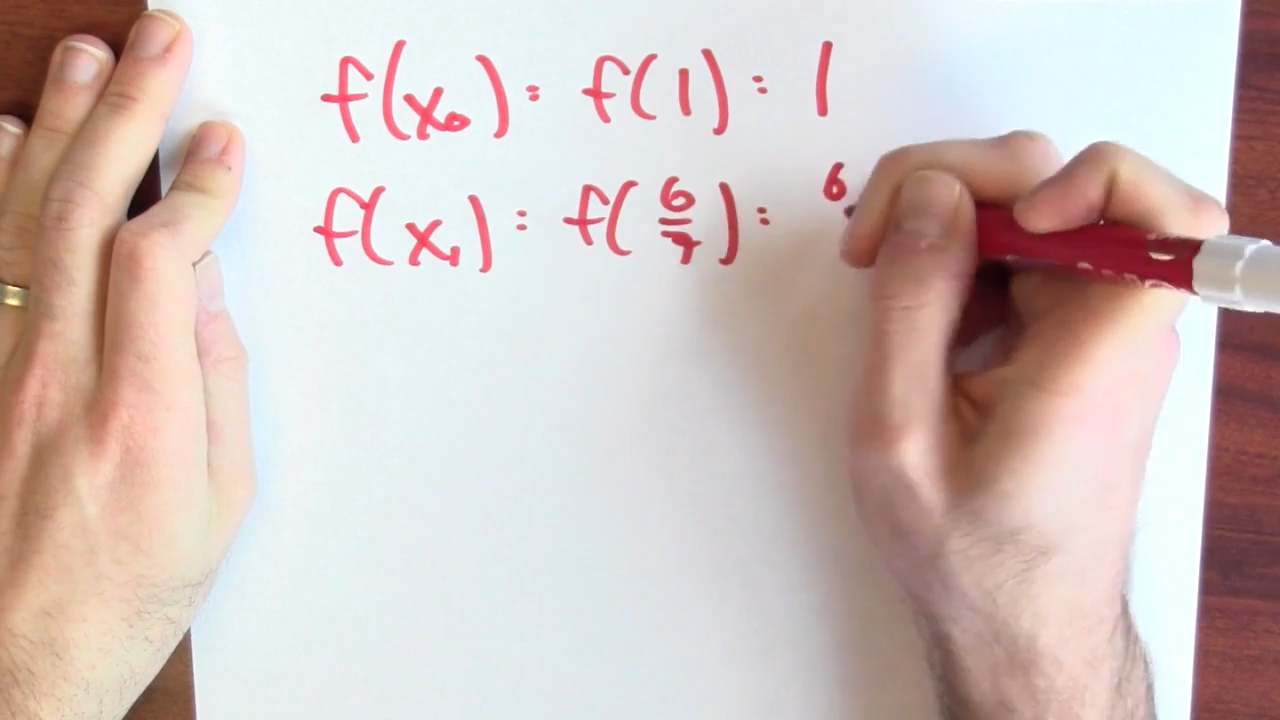 f(x₀) = f(1) = 1
f(x₁) = f(6/7) = 6